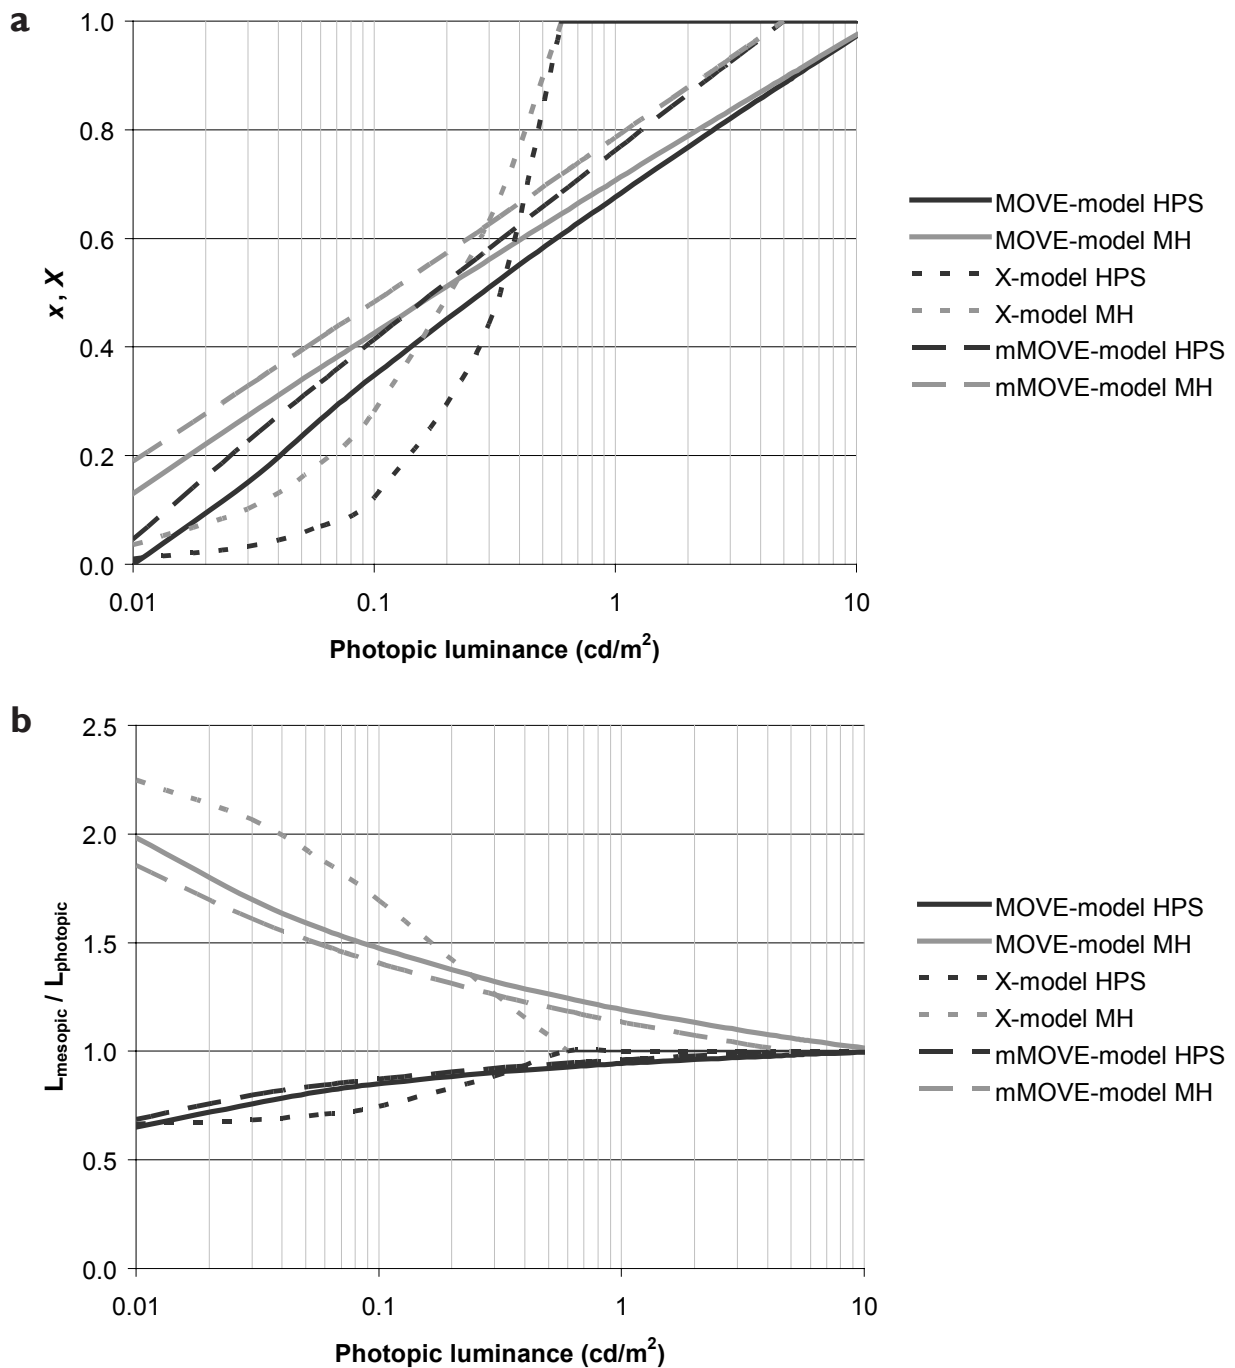 a
1.0
0.8
0.6
0.4
0.2
0.0
x, X
0.01 0.1 1 10
Photopic luminance (cd/m²)
MOVE-model HPS
MOVE-model MH
X-model HPS
X-model MH
mMOVE-model HPS
mMOVE-model MH
b
2.5
2.0
1.5
1.0
0.5
0.0
Lmesopic / Lphotopic
0.01 0.1 1 10
Photopic luminance (cd/m²)
MOVE-model HPS
MOVE-model MH
X-model HPS
X-model MH
mMOVE-model HPS
mMOVE-model MH